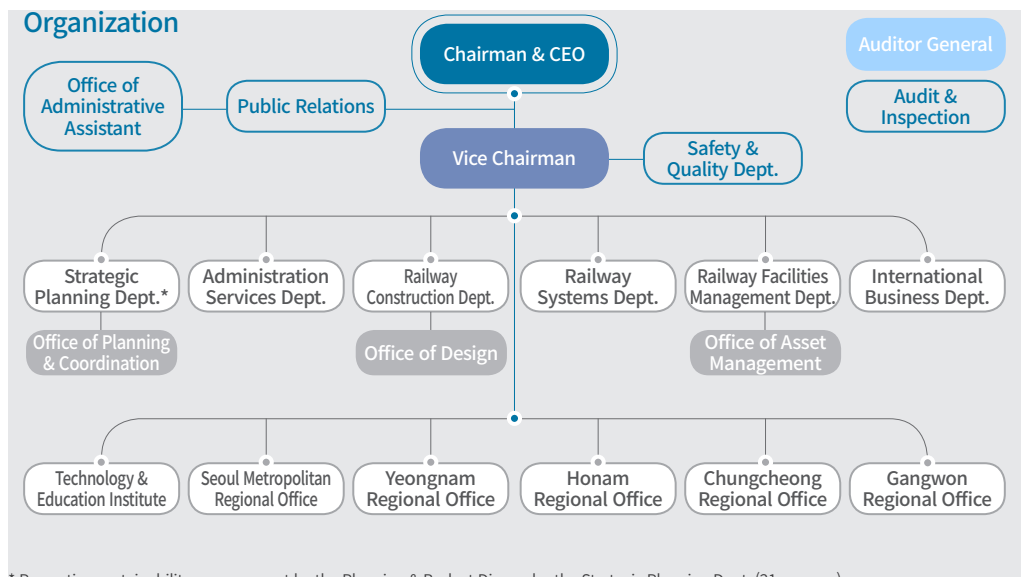 Organization
Chairman & CEO
Auditor General
Office of
Administrative
Assistant
Public Relations
Audit &
Inspection
Vice Chairman
Safety &
Quality Dept.
Strategic
Planning Dept.*
Administration
Services Dept.
Railway
Construction Dept.
Railway
Systems Dept.
Railway Facilities
Management Dept.
International
Business Dept.
Office of Planning
& Coordination
Office of Design
Office of Asset
Management
Technology &
Education Institute
Seoul Metropolitan
Regional Office
Yeongnam
Regional Office
Honam
Regional Office
Chungcheong
Regional Office
Gangwon
Regional Office